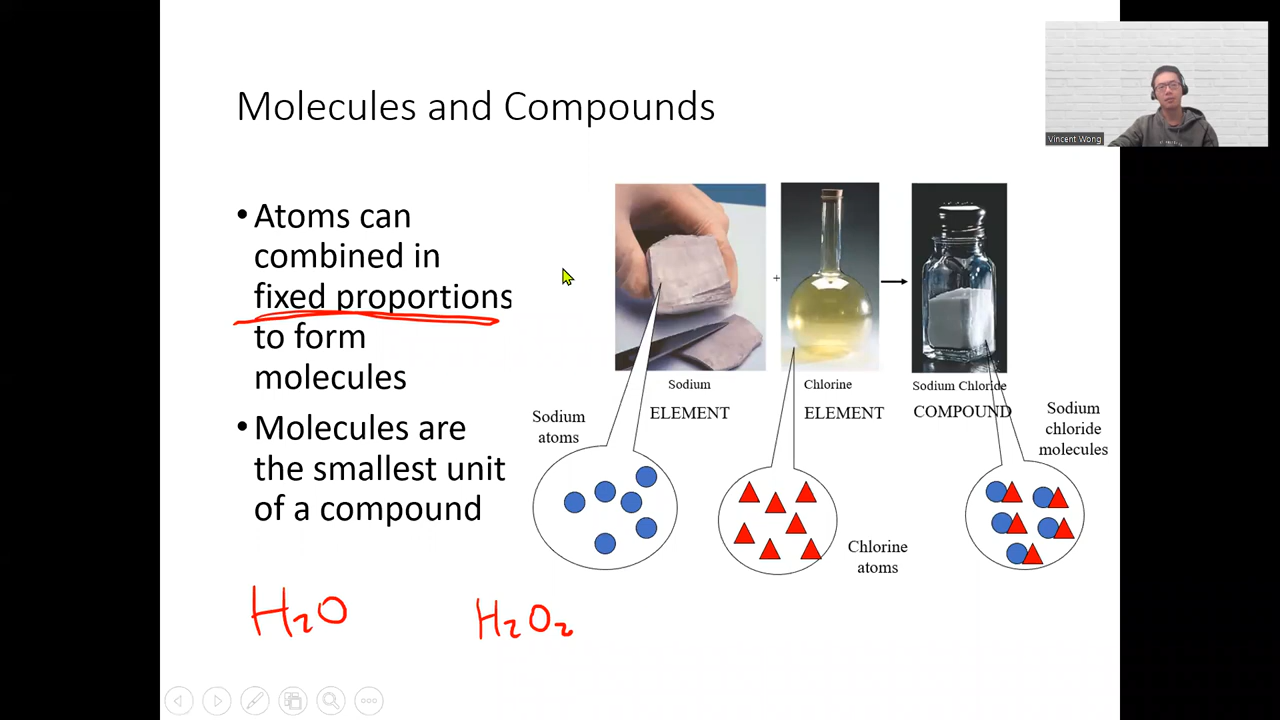 Vincent Wong
Molecules and Compounds
• Atoms can
combined in
fixed proportions
to form
molecules
• Molecules are
the smallest unit
of a compound
+
Sodium
ELEMENT
Chlorine
ELEMENT
Sodium Chloride
COMPOUND
Sodium
atoms
Chlorine
atoms
Sodium
chloride
molecules
H₂O
H₂O₂